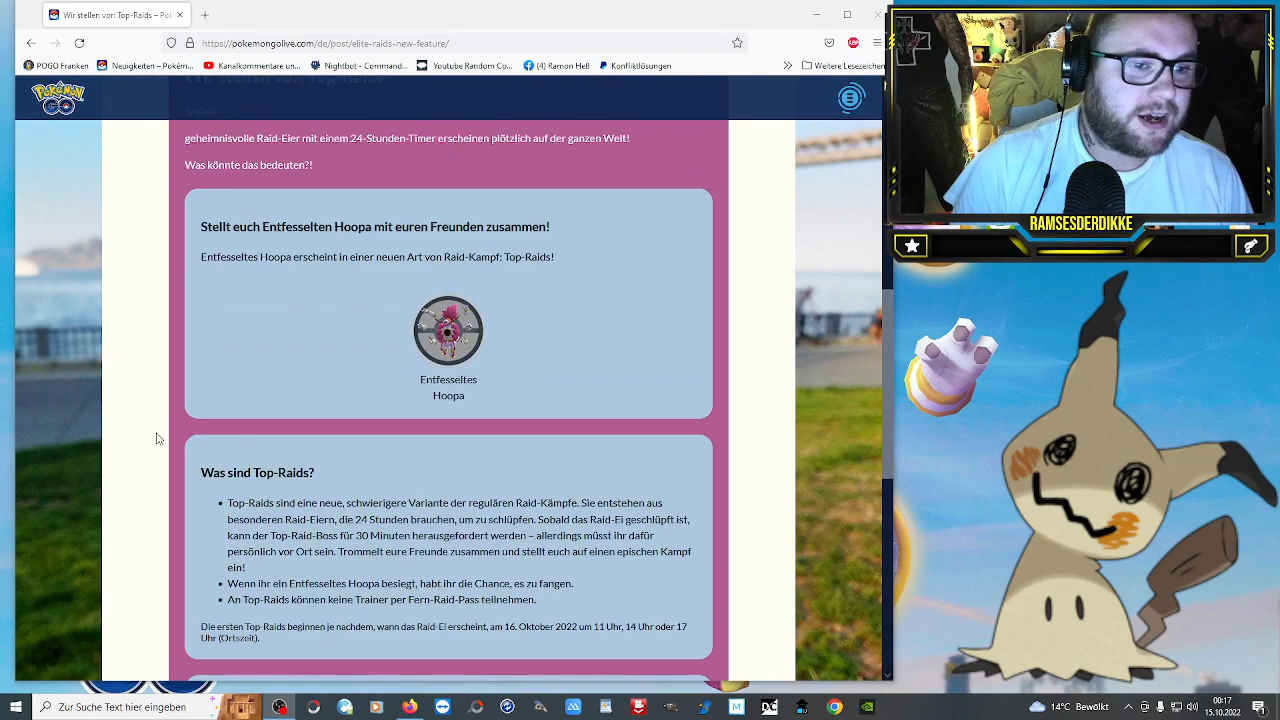 Wir stellen vor: Top-Raids – Pok
pokemongolive.com/de/post/elite-raids-new-feature/
POGO Franken
Neuigkeiten – Pokém...
Konfliktlösungen
Nightbot - Command...
Youtube - Dot Com Co...
(4) Simon Heß
Weitere Lesezeichen
ABP
Pokémon
GO
geheimnisvolle Raid-Eier mit einem 24-Stunden-Timer erscheinen plötzlich auf der ganzen Welt!
Was könnte das bedeuten?!
Stellt euch Entfesselten Hoopa mit euren Freunden zusammen!
Entfesseltes Hoopa erscheint in einer neuen Art von Raid-Kampf: Top-Raids!
Entfesseltes
Hoopa
Was sind Top-Raids?
Top-Raids sind eine neue, schwierigere Variante der regulären Raid-Kämpfe. Sie entstehen aus
besonderen Raid-Eiern, die 24 Stunden brauchen, um zu schlüpfen. Sobald das Raid-Ei geschlüpft ist,
kann der Top-Raid-Boss für 30 Minuten herausgefordert werden – allerdings müsst ihr dafür
persönlich vor Ort sein. Trommelt eure Freunde zusammen und stellt euch auf einen epischen Kampf
ein!
Wenn ihr ein Entfesseltes Hoopa besiegt, habt ihr die Chance, es zu fangen.
An Top-Raids können keine Trainer per Fern-Raid-Pass teilnehmen.
Die ersten Top-Raids beginnen je nachdem, wann das Raid-Ei erscheint, am 16. Oktober 2022 um 11 Uhr, 14 Uhr oder 17
Uhr (Ortszeit).
RAMSESDERDIKKE
Zur Suche Text hier eingeben
14°C Bewölkt
00:17
15.10.2022